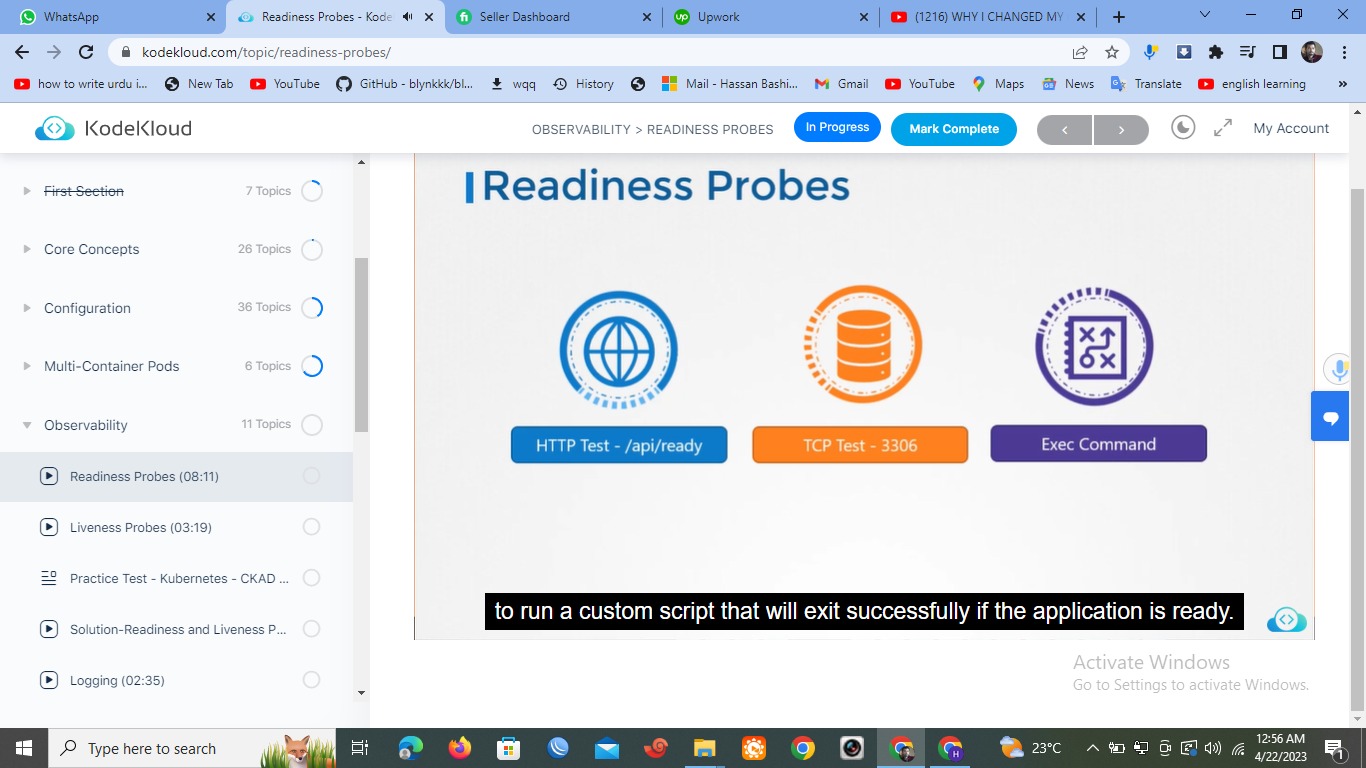 WhatsApp
Readiness Probes - Kode
Seller Dashboard
Upwork
(1216) WHY I CHANGED MY
kodekloud.com/topic/readiness-probes/
how to write urdu i...
New Tab
YouTube
GitHub - blynkkk/bl...
wqq
History
Mail - Hassan Bashi...
Gmail
YouTube
Maps
News
Translate
english learning
»
KodeKloud
OBSERVABILITY > READINESS PROBES
In Progress
Mark Complete
My Account
First Section
7 Topics
Core Concepts
26 Topics
Configuration
36 Topics
Multi-Container Pods
6 Topics
Observability
11 Topics
Readiness Probes (08:11)
Liveness Probes (03:19)
Practice Test - Kubernetes - CKAD ...
Solution-Readiness and Liveness P...
Logging (02:35)
Readiness Probes
HTTP Test - /api/ready
TCP Test - 3306
Exec Command
to run a custom script that will exit successfully if the application is ready.
Activate Windows
Go to Settings to activate Windows.
Type here to search
23°C
12:56 AM
4/22/2023
1